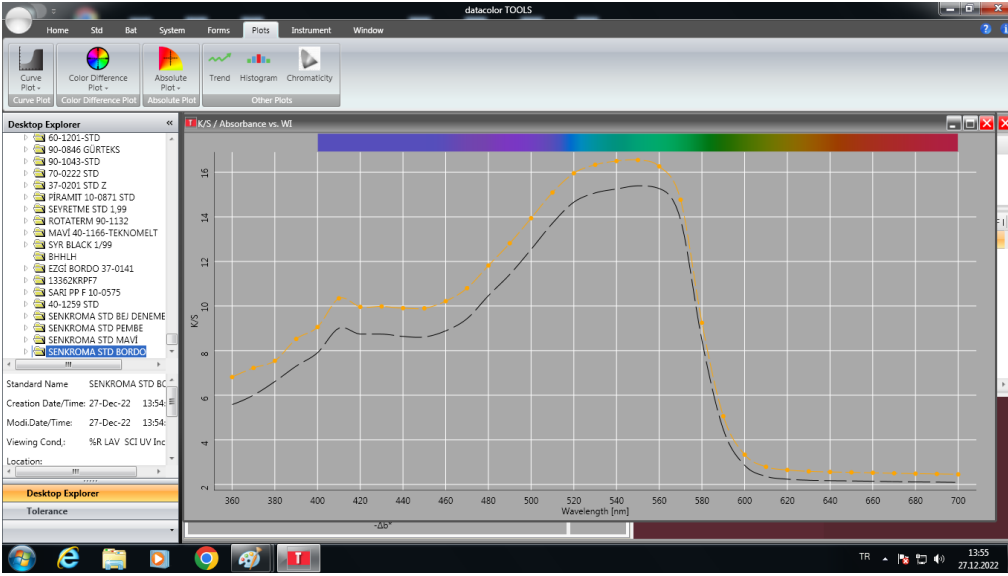 datacolor TOOLS
Home Std Bat System Forms Plots Instrument Window
Curve Plot
Color Difference Plot
Absolute Plot
Trend Histogram Chromaticity
Curve Plot Color Difference Plot Absolute Plot Other Plots
Desktop Explorer
60-1201-STD
90-0846 GÜRTEKS
90-1043-STD
70-0222 STD
37-0201 STD Z
PİRAMİT 10-0871 STD
SEYRETME STD 1,99
ROTATERM 90-1132
MAVİ 40-1166-TEKNOMELT
SYR BLACK 1/99
BHHLH
EZGİ BORDO 37-0141
13362KRPF7
SARI PP F 10-0575
40-1259 STD
SENKROMA STD BEJ DENEME
SENKROMA STD PEMBE
SENKROMA STD MAVİ
SENKROMA STD BORDO
Standard Name SENKROMA STD BO
Creation Date/Time: 27-Dec-22 13:54:
Modi.Date/Time: 27-Dec-22 13:54:
Viewing Cond,: %R LAV SCI UV Inc
Location:
Desktop Explorer
Tolerance
K/S / Absorbance vs. WI
K/S
16
14
12
10
8
6
4
2
360 380 400 420 440 460 480 500 520 540 560 580 600 620 640 660 680 700
Wavelength [nm]
-Δb*
TR
13:55
27.12.2022